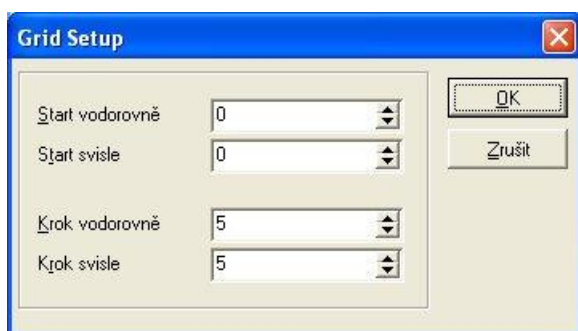 Grid Setup
Start vodorovně 0
Start svisle 0
Krok vodorovně 5
Krok svisle 5
OK
Zrušit